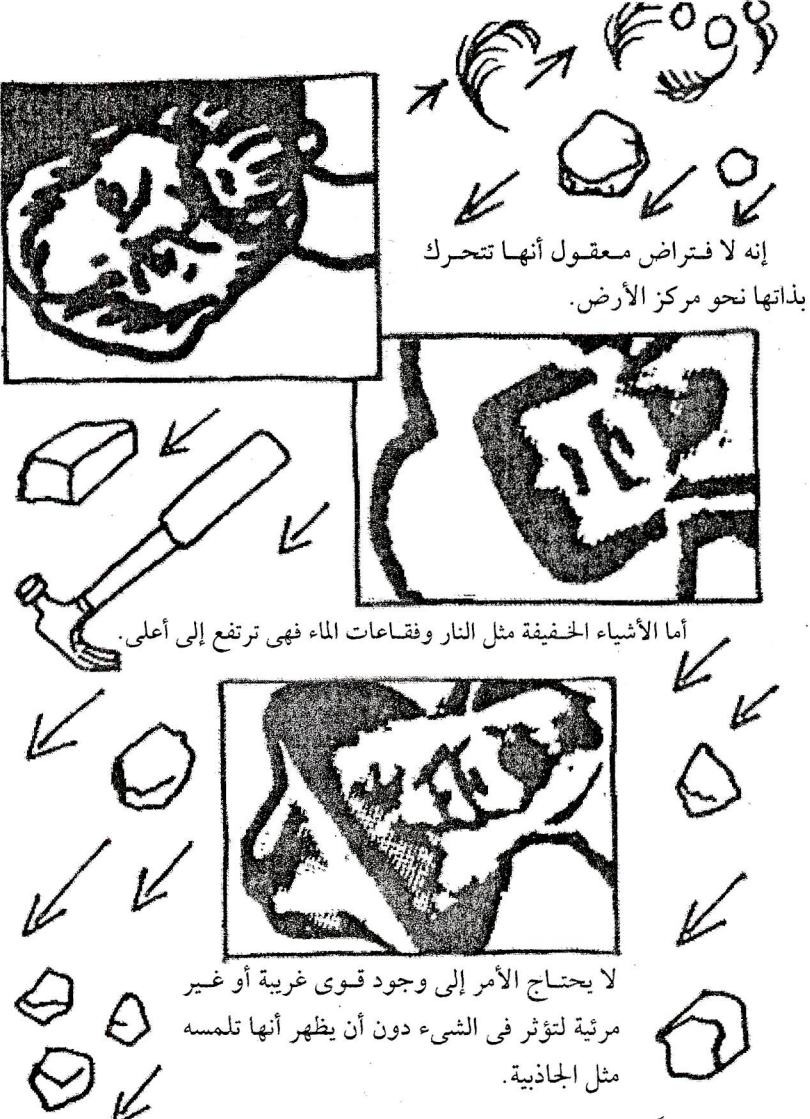 إنه لا فتراض معقول أنها تتحرك
بذاتها نحو مركز الأرض.
أما الأشياء الخفيفة مثل النار وفقاعات الماء فهى ترتفع إلى أعلى.
لا يحتاج الأمر إلى وجود قوى غريبة أو غير
مرئية لتؤثر فى الشىء دون أن يظهر أنها تلمسه
مثل الجاذبية.